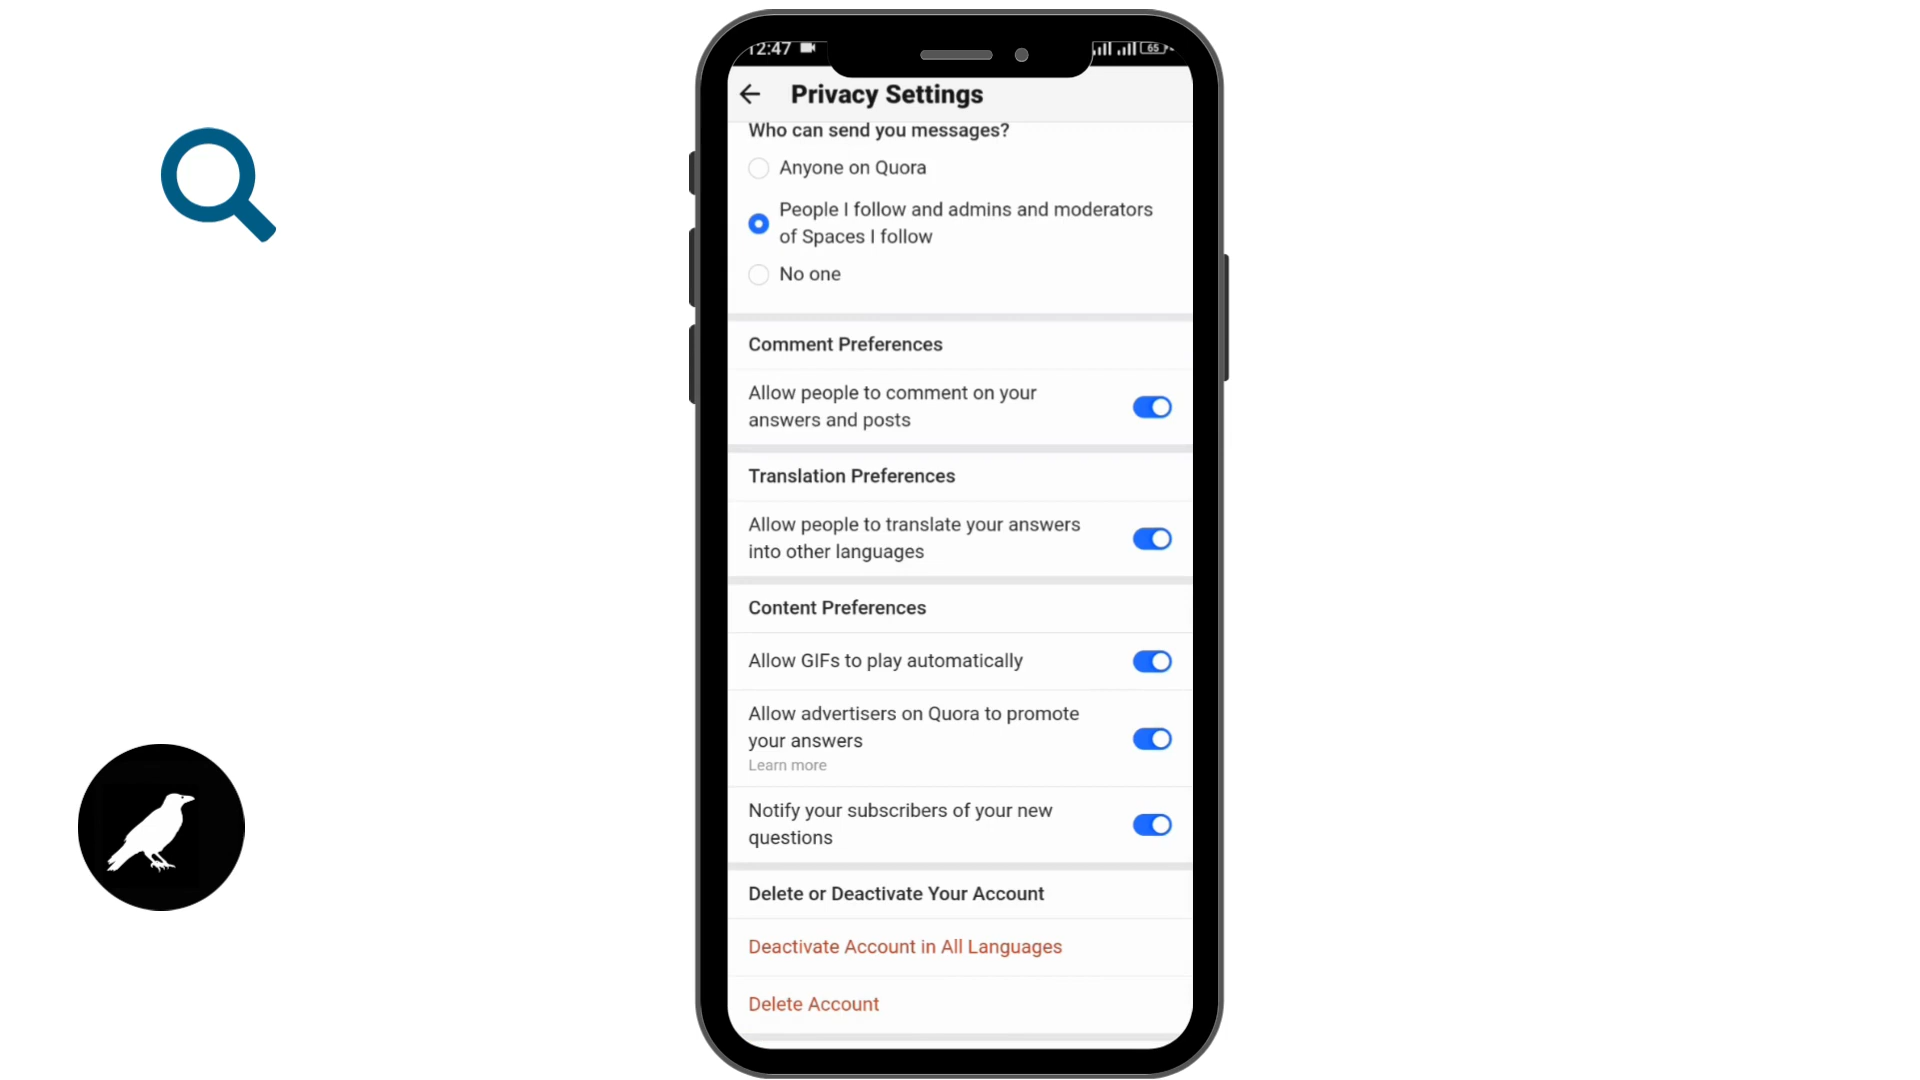 12:47
65
Privacy Settings
Who can send you messages?
Anyone on Quora
People I follow and admins and moderators
of Spaces I follow
No one
Comment Preferences
Allow people to comment on your
answers and posts
Translation Preferences
Allow people to translate your answers
into other languages
Content Preferences
Allow GIFs to play automatically
Allow advertisers on Quora to promote
your answers
Learn more
Notify your subscribers of your new
questions
Delete or Deactivate Your Account
Deactivate Account in All Languages
Delete Account